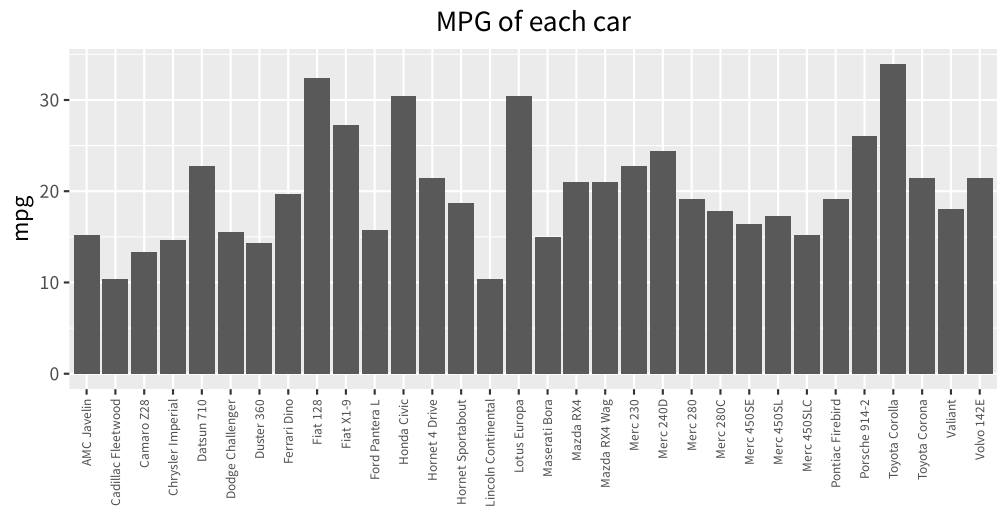 MPG of each car
mpg
30
20
10
0
AMC Javelin
Cadillac Fleetwood
Camaro Z28
Chrysler Imperial
Datsun 710
Dodge Challenger
Duster 360
Ferrari Dino
Fiat 128
Fiat X1-9
Ford Pantera L
Honda Civic
Hornet 4 Drive
Hornet Sportabout
Lincoln Continental
Lotus Europa
Maserati Bora
Mazda RX4
Mazda RX4 Wag
Merc 230
Merc 240D
Merc 280
Merc 280C
Merc 450SE
Merc 450SL
Merc 450SLC
Pontiac Firebird
Porsche 914-2
Toyota Corolla
Toyota Corona
Valiant
Volvo 142E